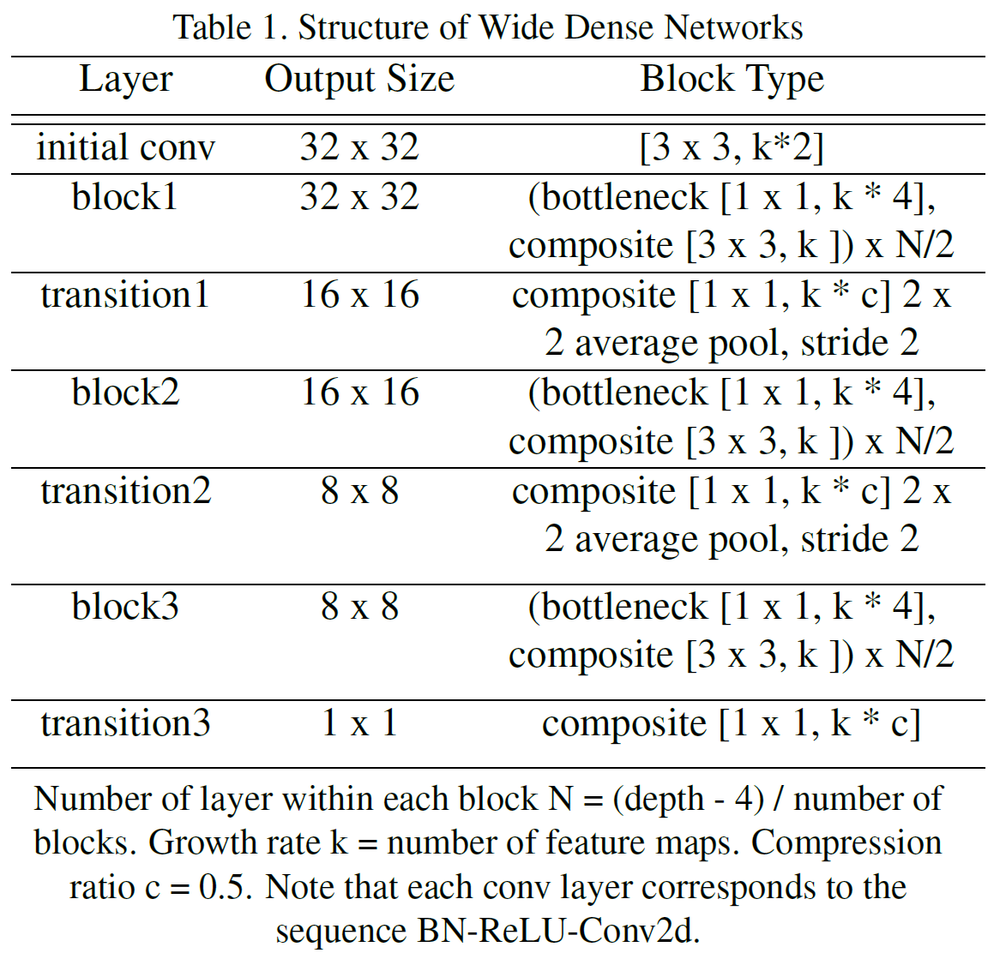 Table 1. Structure of Wide Dense Networks
Layer Output Size Block Type
initial conv 32 x 32 [3 x 3, k*2]
block1 32 x 32 (bottleneck [1 x 1, k * 4],
composite [3 x 3, k ]) x N/2
transition1 16 x 16 composite [1 x 1, k * c] 2 x
2 average pool, stride 2
block2 16 x 16 (bottleneck [1 x 1, k * 4],
composite [3 x 3, k ]) x N/2
transition2 8 x 8 composite [1 x 1, k * c] 2 x
2 average pool, stride 2
block3 8 x 8 (bottleneck [1 x 1, k * 4],
composite [3 x 3, k ]) x N/2
transition3 1 x 1 composite [1 x 1, k * c]
Number of layer within each block N = (depth - 4) / number of
blocks. Growth rate k = number of feature maps. Compression
ratio c = 0.5. Note that each conv layer corresponds to the
sequence BN-ReLU-Conv2d.